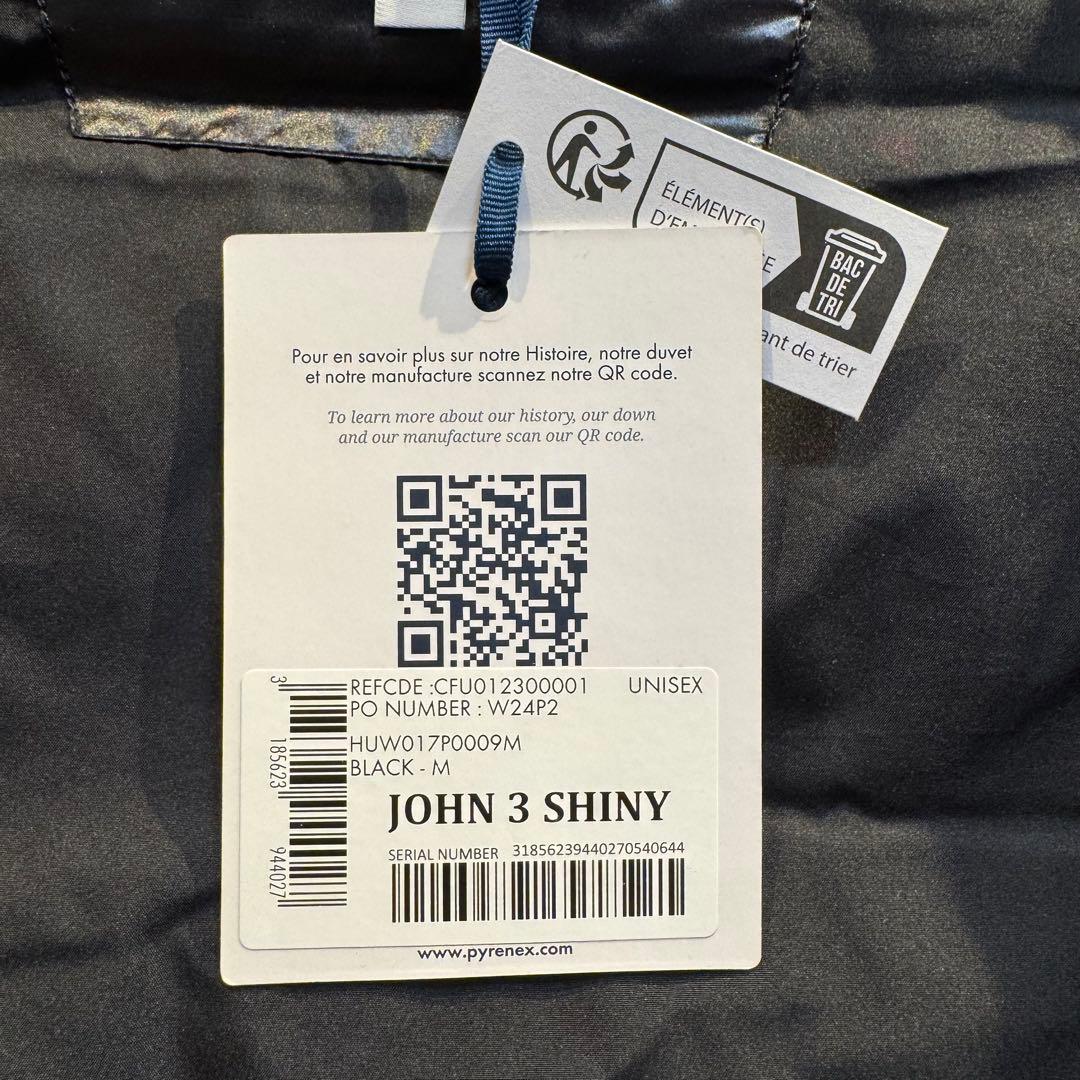 ÉLÉMENT(S)
BAC
DE
TRI
de trier
Pour en savoir plus sur notre Histoire, notre duvet
et notre manufacture scannez notre QR code.
To learn more about our history, our down
and our manufacture scan our QR code.
REFCDE :CFU012300001 UNISEX
PO NUMBER : W24P2
HUW017P0009M
BLACK - M
JOHN 3 SHINY
SERIAL NUMBER 31856239440270540644
3 185623 944027
www.pyrenex.com